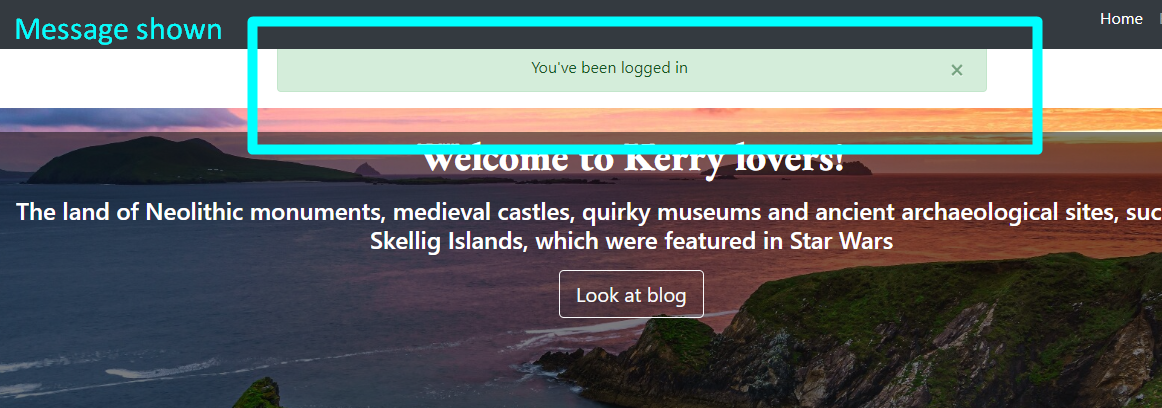 Message shown
Home
You've been logged in
×
Welcome to Kerry lovers!
The land of Neolithic monuments, medieval castles, quirky museums and ancient archaeological sites, suc
Skellig Islands, which were featured in Star Wars
Look at blog